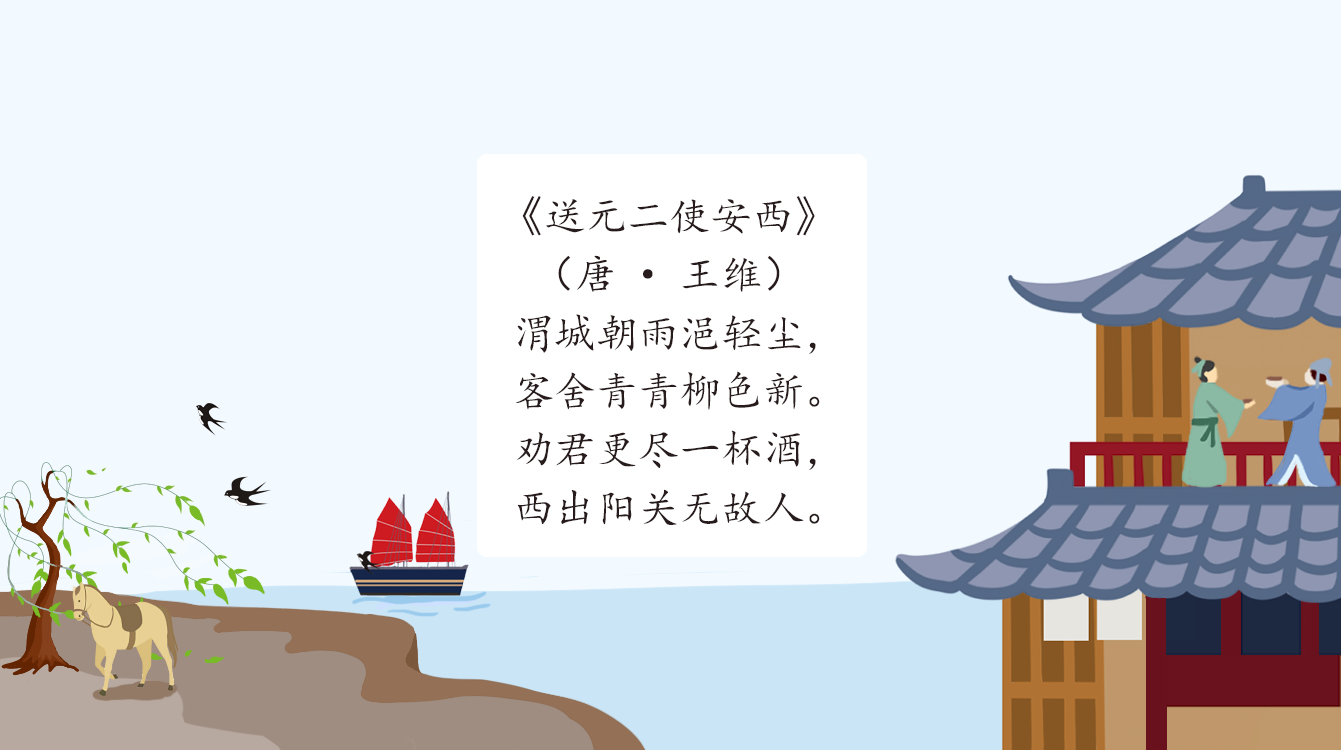 《送元二使安西》
（唐 · 王维）
渭城朝雨浥轻尘，
客舍青青柳色新。
劝君更尽一杯酒，
西出阳关无故人。